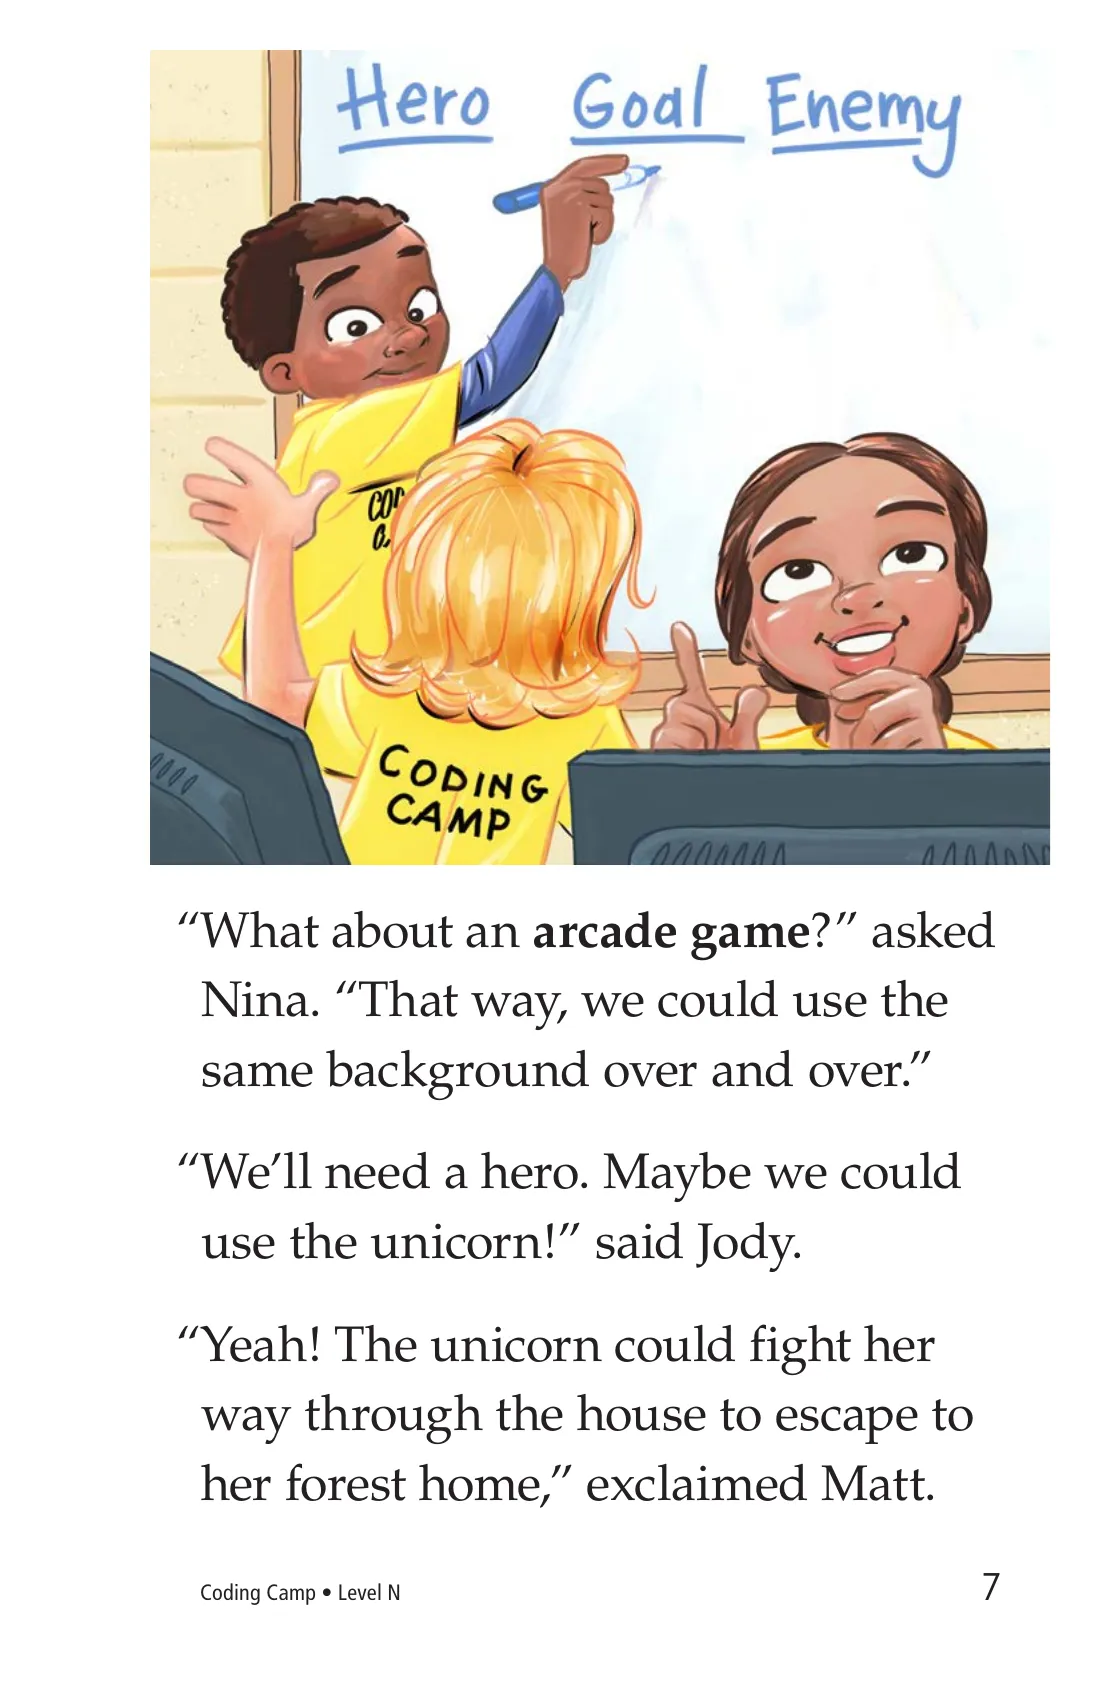 Hero Goal Enemy
CODING
CAMP
“What about an arcade game?” asked
Nina. “That way, we could use the
same background over and over.”
“We’ll need a hero. Maybe we could
use the unicorn!” said Jody.
“Yeah! The unicorn could fight her
way through the house to escape to
her forest home,” exclaimed Matt.
Coding Camp • Level N 7